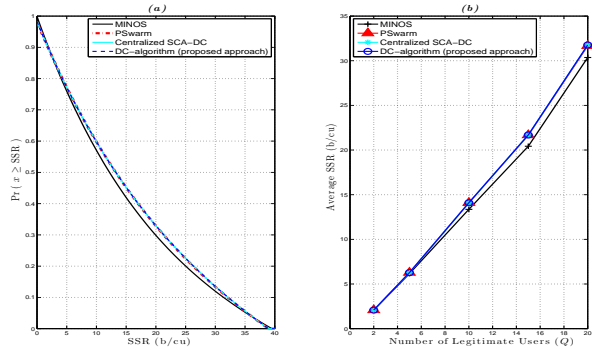 (a)
MINOS
PSwarm
Centralized SCA−DC
DC−algorithm (proposed approach)
Pr ( x ≥ SSR )
1
0.9
0.8
0.7
0.6
0.5
0.4
0.3
0.2
0.1
0
0 5 10 15 20 25 30 35 40
SSR (b/cu)
(b)
MINOS
PSwarm
Centralized SCA−DC
DC−algorithm (proposed approach)
Average SSR (b/cu)
35
30
25
20
15
10
5
0
0 2 4 6 8 10 12 14 16 18 20
Number of Legitimate Users (Q)